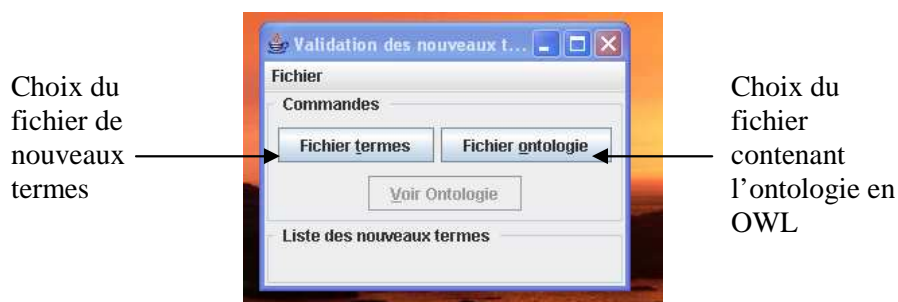 Choix du
fichier de
nouveaux
termes
Validation des nouveaux t...
Fichier
Commandes
Fichier termes
Fichier ontologie
Voir Ontologie
Liste des nouveaux termes
Choix du
fichier
contenant
l’ontologie en
OWL